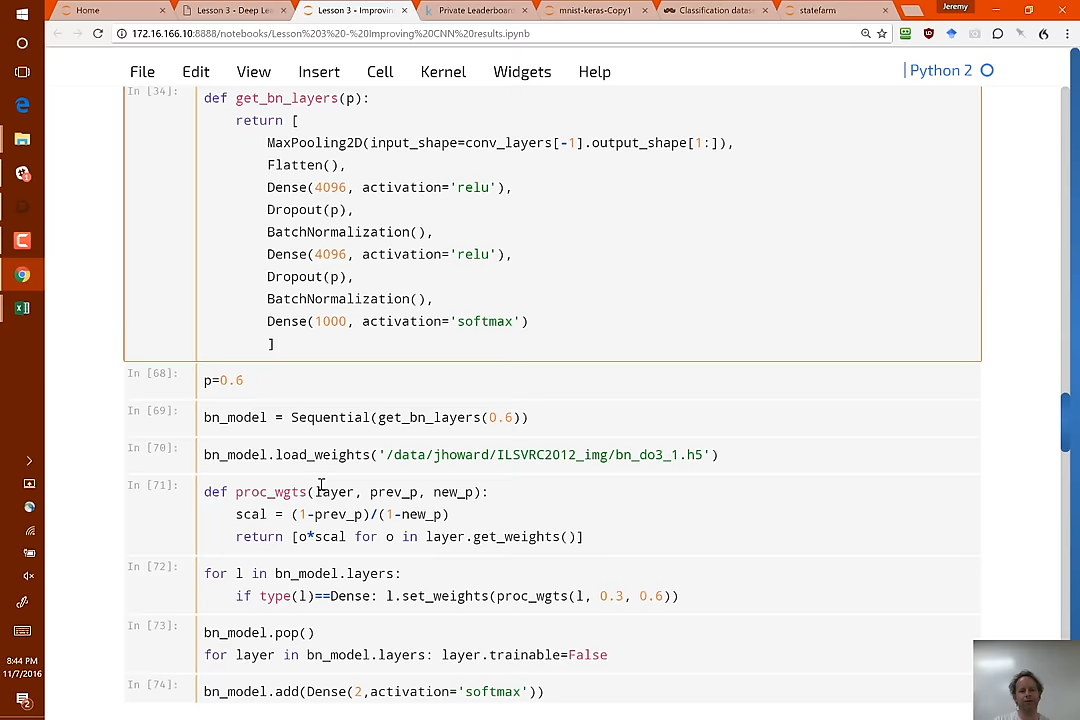 Home
Lesson 3 - Deep Le
Lesson 3 - Improvin
Private Leaderboard
mnist-keras-Copy1
Classification datas
statefarm
Jeremy
172.16.166.10:8888/notebooks/Lesson%203%20-%20Improving%20CNN%20results.ipynb
File Edit View Insert Cell Kernel Widgets Help
Python 2
In [34]:
def get_bn_layers(p):
return [
MaxPooling2D(input_shape=conv_layers[-1].output_shape[1:]),
Flatten(),
Dense(4096, activation='relu'),
Dropout(p),
BatchNormalization(),
Dense(4096, activation='relu'),
Dropout(p),
BatchNormalization(),
Dense(1000, activation='softmax')
]
In [68]:
p=0.6
In [69]:
bn_model = Sequential(get_bn_layers(0.6))
In [70]:
bn_model.load_weights('/data/jhoward/ILSVRC2012_img/bn_do3_1.h5')
In [71]:
def proc_wgts(layer, prev_p, new_p):
scal = (1-prev_p)/(1-new_p)
return [o*scal for o in layer.get_weights()]
In [72]:
for l in bn_model.layers:
if type(l)==Dense: l.set_weights(proc_wgts(l, 0.3, 0.6))
In [73]:
bn_model.pop()
for layer in bn_model.layers: layer.trainable=False
In [74]:
bn_model.add(Dense(2,activation='softmax'))
8:44 PM
11/7/2016
2